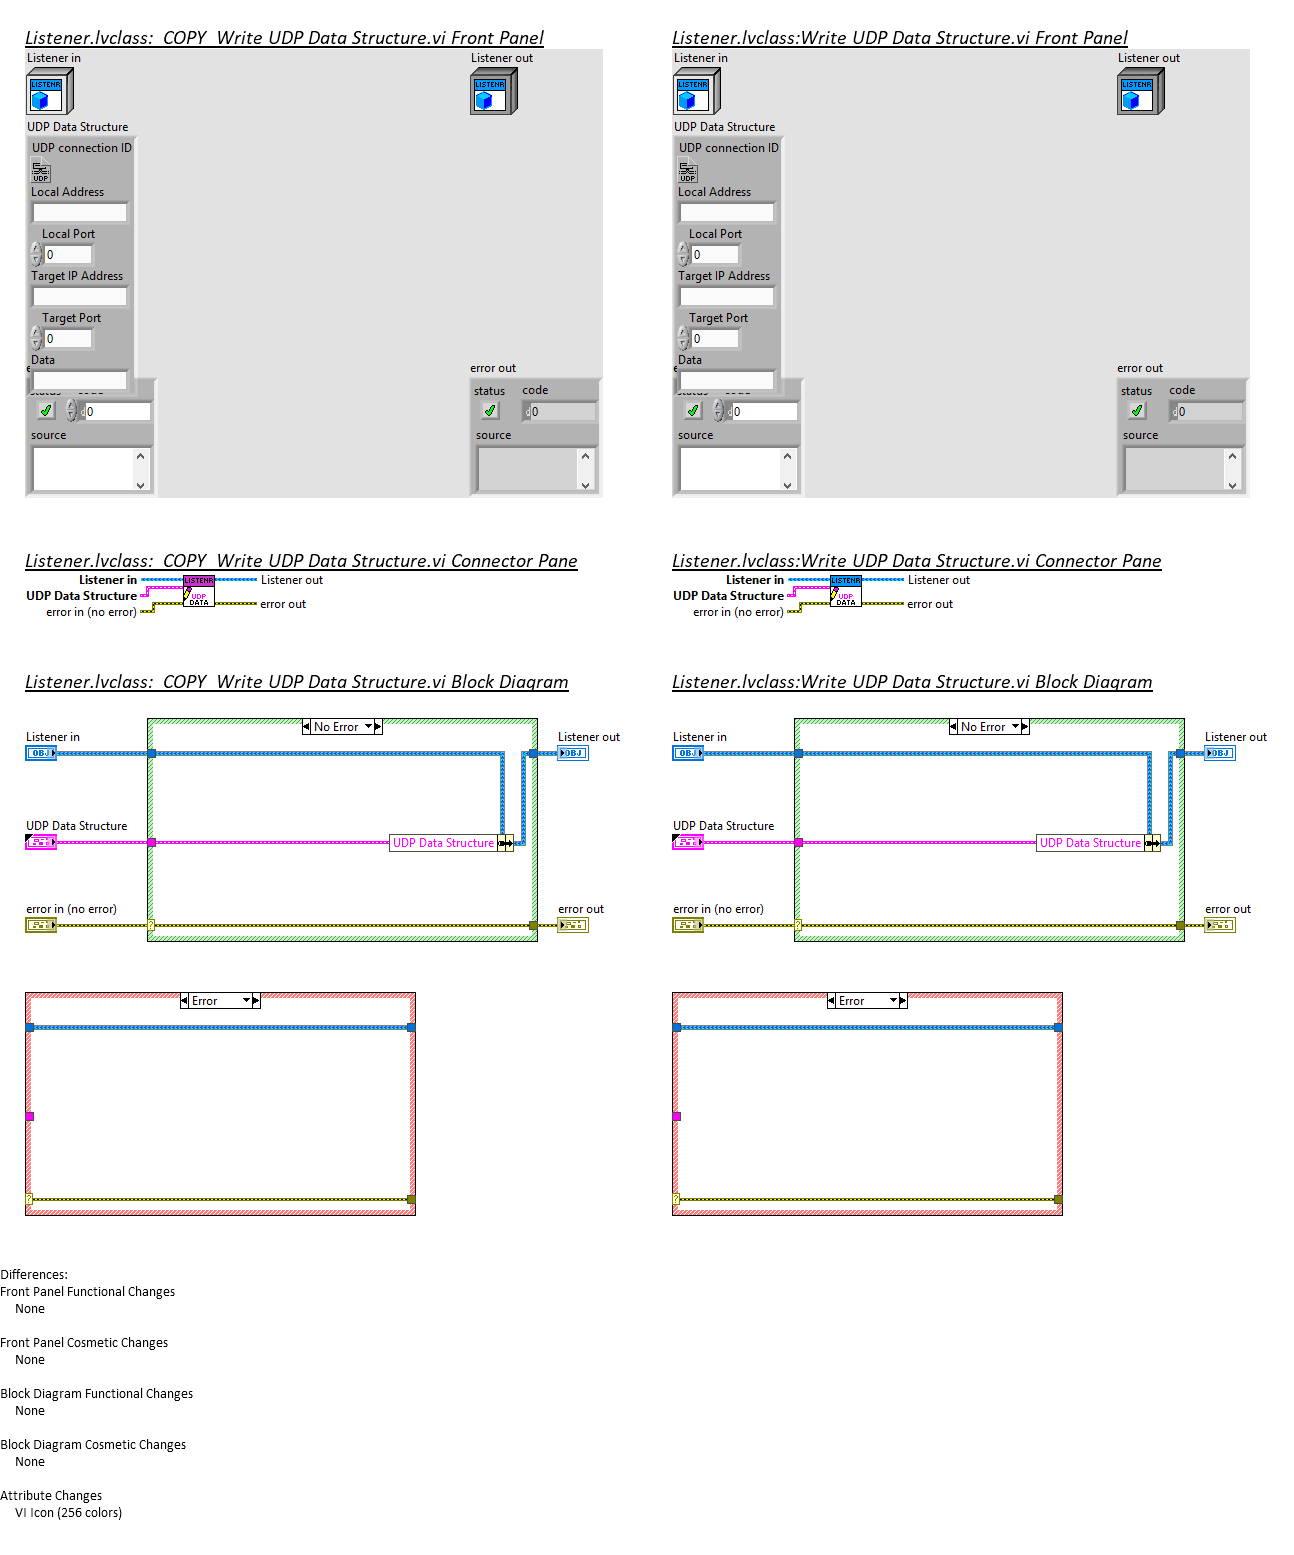 Listener.lvclass:  COPY  Write UDP Data Structure.vi Front Panel
Listener in
Listener out
LISTENR
LISTENR
UDP Data Structure
UDP connection ID
UDP
Local Address
Local Port
0
Target IP Address
Target Port
0
Data
0
source
error out
status code
0
source
Listener.lvclass:Write UDP Data Structure.vi Front Panel
Listener in
Listener out
LISTENR
LISTENR
UDP Data Structure
UDP connection ID
UDP
Local Address
Local Port
0
Target IP Address
Target Port
0
Data
0
source
error out
status code
0
source
Listener.lvclass:  COPY  Write UDP Data Structure.vi Connector Pane
Listener in
UDP Data Structure
error in (no error)
LISTENR
UDP
DATA
Listener out
error out
Listener.lvclass:Write UDP Data Structure.vi Connector Pane
Listener in
UDP Data Structure
error in (no error)
LISTENR
UDP
DATA
Listener out
error out
Listener.lvclass:  COPY  Write UDP Data Structure.vi Block Diagram
No Error
Listener in
OBJ
Listener out
OBJ
UDP Data Structure
UDP Data Structure
error in (no error)
?
error out
Error
?
Listener.lvclass:Write UDP Data Structure.vi Block Diagram
No Error
Listener in
OBJ
Listener out
OBJ
UDP Data Structure
UDP Data Structure
error in (no error)
?
error out
Error
?
Differences:
Front Panel Functional Changes
None
Front Panel Cosmetic Changes
None
Block Diagram Functional Changes
None
Block Diagram Cosmetic Changes
None
Attribute Changes
VI Icon (256 colors)